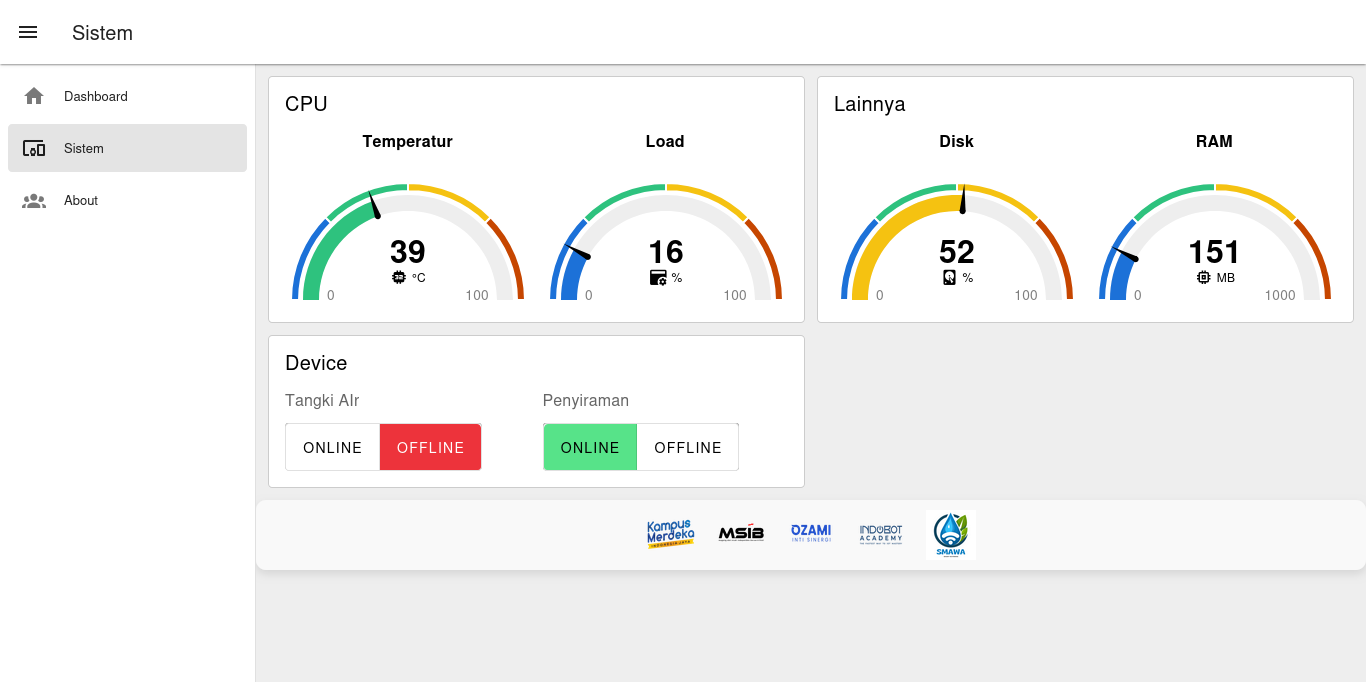 Sistem
Dashboard
Sistem
About
CPU
Temperatur
Load
39
°C
0
100
16
%
0
100
Lainnya
Disk
RAM
52
%
0
100
151
MB
0
1000
Device
Tangki AIr
Penyiraman
ONLINE
OFFLINE
ONLINE
OFFLINE
Kampus
Merdeka
INDONESIA JAYA
MSIB
OZAMI
INTI SINERGI
INDOBOT
ACADEMY
SMAWA